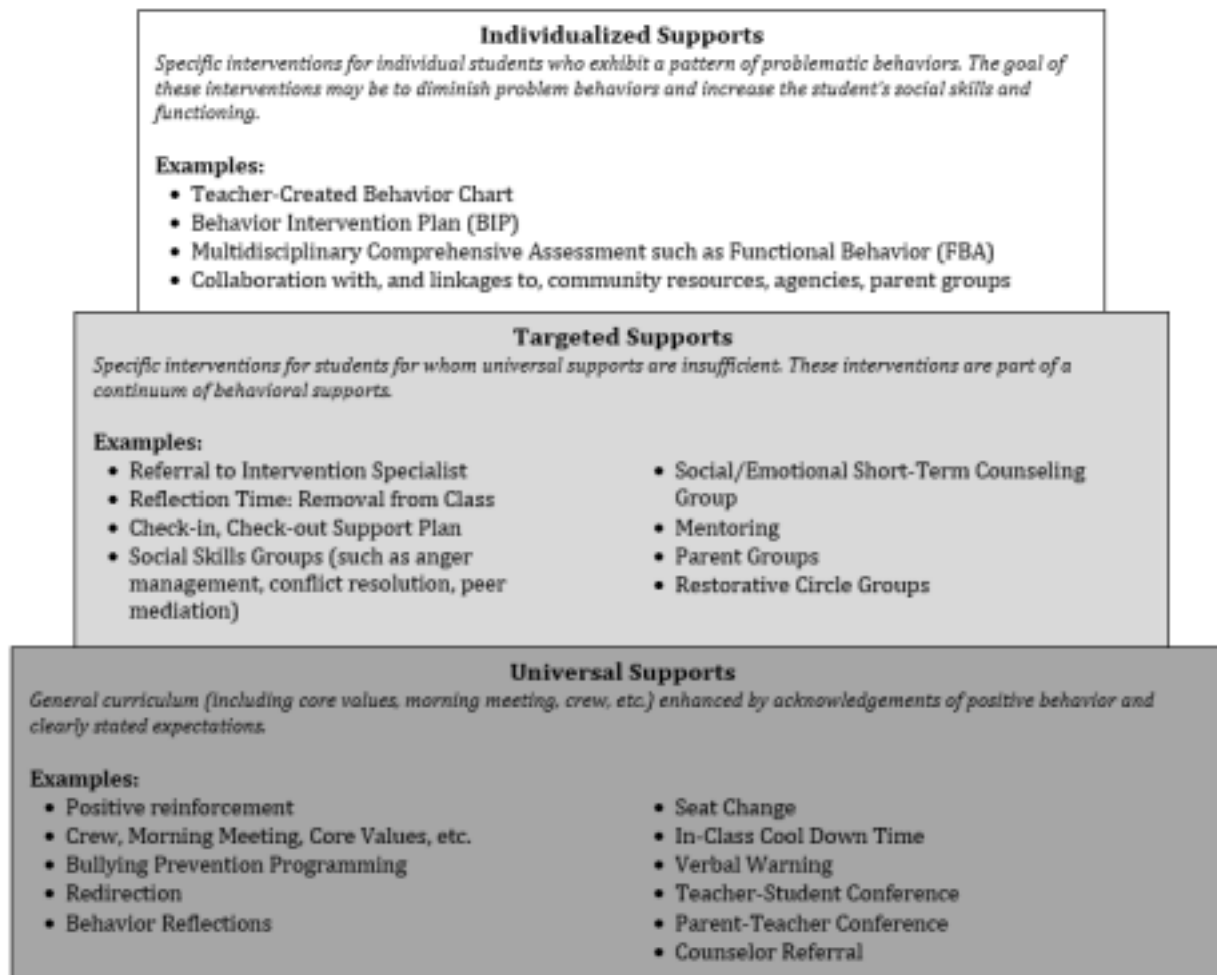 Individualized Supports
Specific interventions for individual students who exhibit a pattern of problematic behaviors. The goal of
these interventions may be to diminish problem behaviors and increase the student's social skills and
functioning.
Examples:
• Teacher-Created Behavior Chart
• Behavior Intervention Plan (BIP)
• Multidisciplinary Comprehensive Assessment such as Functional Behavior (FBA)
• Collaboration with, and linkages to, community resources, agencies, parent groups
Targeted Supports
Specific interventions for students for whom universal supports are insufficient. These interventions are part of a
continuum of behavioral supports.
Examples:
• Referral to Intervention Specialist
• Reflection Time: Removal from Class
• Check-in, Check-out Support Plan
• Social Skills Groups (such as anger
management, conflict resolution, peer
mediation)
• Social/Emotional Short-Term Counseling
Group
• Mentoring
• Parent Groups
• Restorative Circle Groups
Universal Supports
General curriculum (including core values, morning meeting, crew, etc.) enhanced by acknowledgements of positive behavior and
clearly stated expectations.
Examples:
• Positive reinforcement
• Crew, Morning Meeting, Core Values, etc.
• Bullying Prevention Programming
• Redirection
• Behavior Reflections
• Seat Change
• In-Class Cool Down Time
• Verbal Warning
• Teacher-Student Conference
• Parent-Teacher Conference
• Counselor Referral